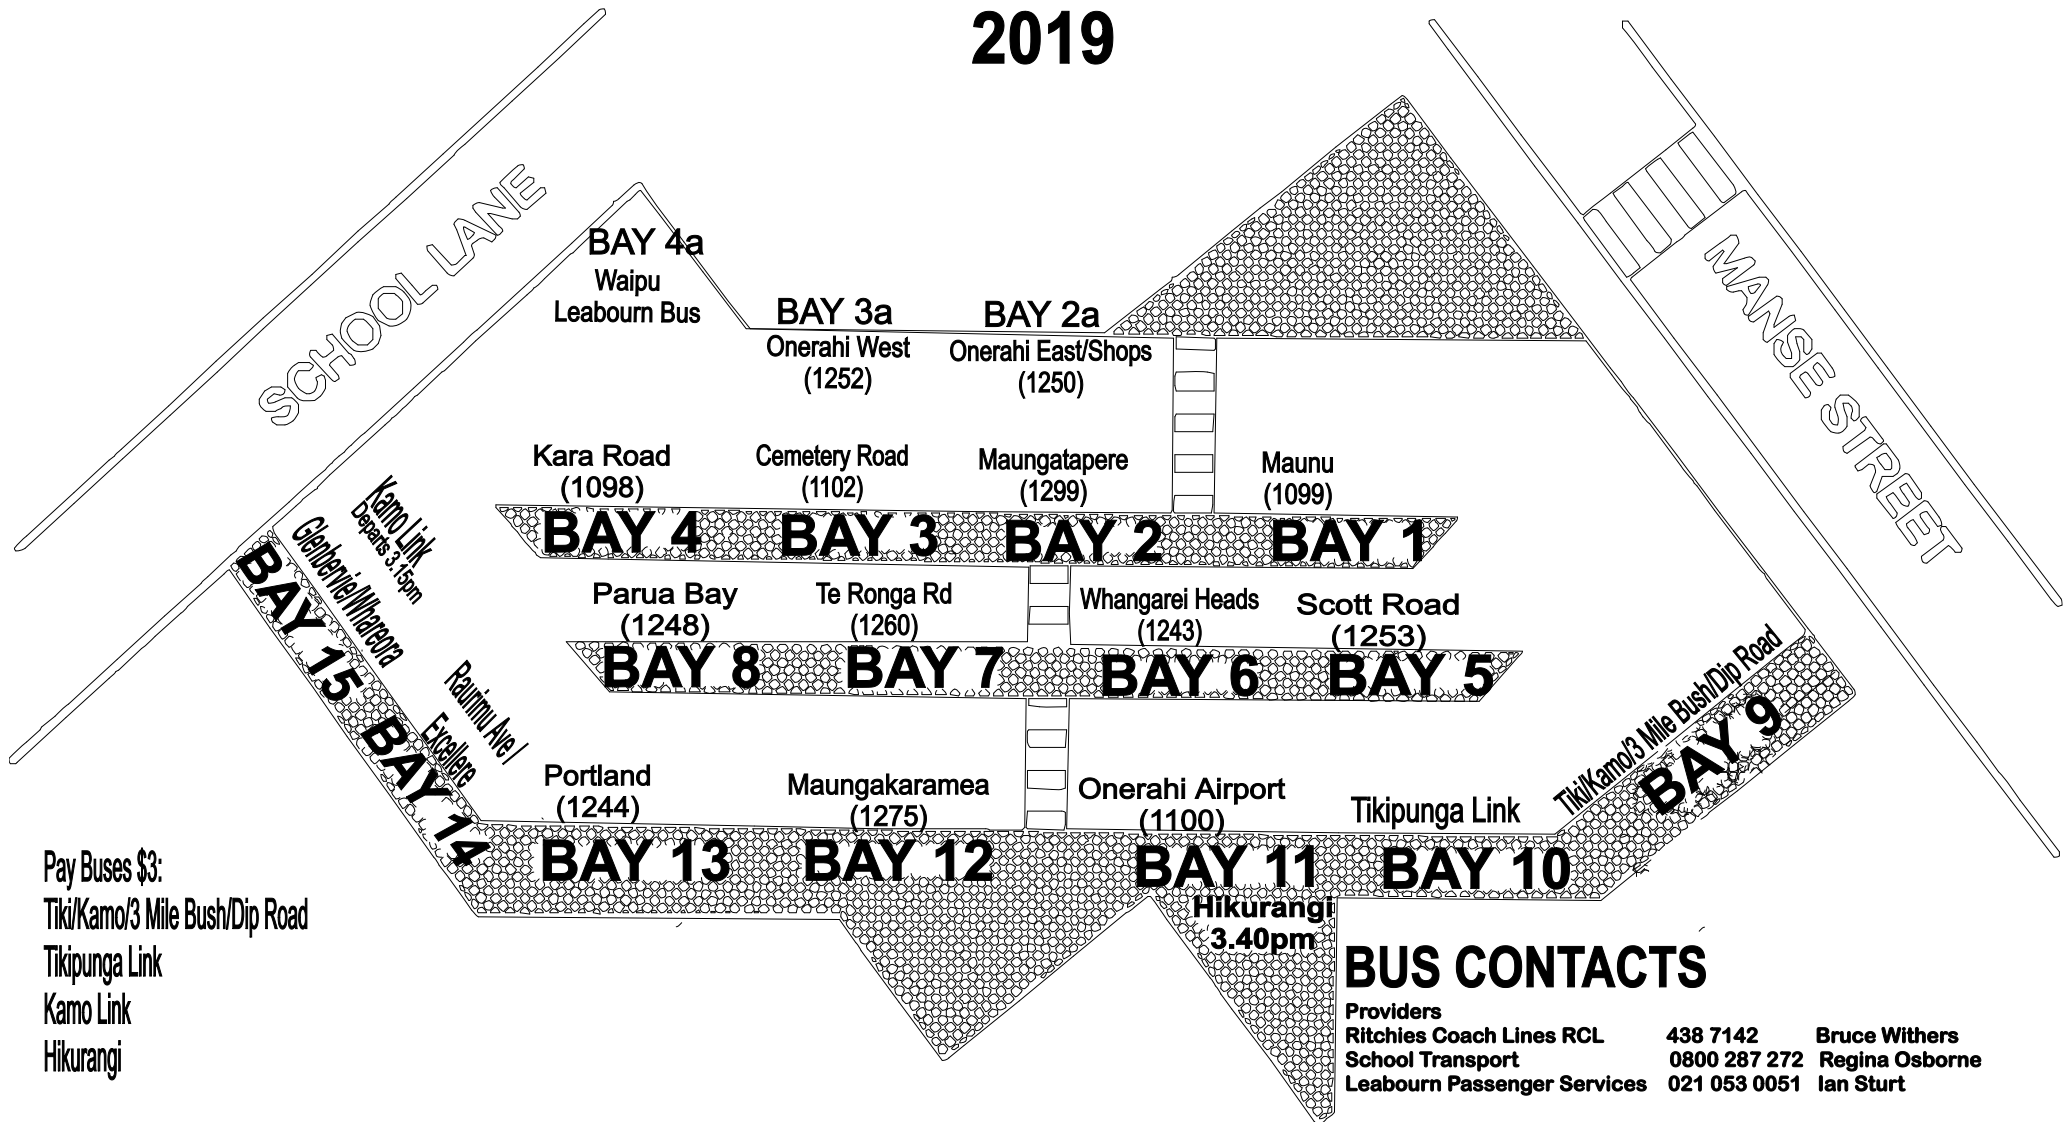 2019
SCHOOL LANE
MANSE STREET
BAY 4a
Waipu
Leabourn Bus
BAY 3a
Onerahi West
(1252)
BAY 2a
Onerahi East/Shops
(1250)
Kara Road
(1098)
BAY 4
Cemetery Road
(1102)
BAY 3
Maungatapere
(1299)
BAY 2
Maunu
(1099)
BAY 1
Parua Bay
(1248)
BAY 8
Te Ronga Rd
(1260)
BAY 7
Whangarei Heads
(1243)
BAY 6
Scott Road
(1253)
BAY 5
Kamo Link
Departs 3.15pm
Glenbervie/Whareora
BAY 15
Raumimu Ave /
Excellere
BAY 14
Portland
(1244)
BAY 13
Maungakaramea
(1275)
BAY 12
Onerahi Airport
(1100)
BAY 11
Hikurangi
3.40pm
Tikipunga Link
BAY 10
Tiki/Kamo/3 Mile Bush/Dip Road
BAY 9
Pay Buses $3:
Tiki/Kamo/3 Mile Bush/Dip Road
Tikipunga Link
Kamo Link
Hikurangi
BUS CONTACTS
Providers
Ritchies Coach Lines RCL 438 7142 Bruce Withers
School Transport 0800 287 272 Regina Osborne
Leabourn Passenger Services 021 053 0051 Ian Sturt